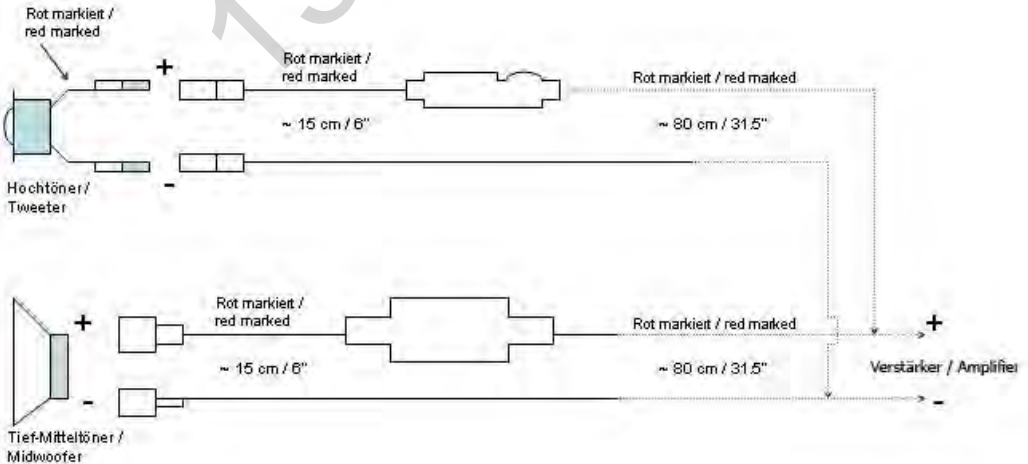 Rot markiert /
red marked
+
Rot markiert /
red marked
Rot markiert / red marked
~ 15 cm / 6"
~ 80 cm / 31.5"
-
Hochtöner /
Tweeter
Rot markiert /
red marked
+
Rot markiert / red marked
+
~ 15 cm / 6"
~ 80 cm / 31.5"
Verstärker / Amplifier
-
-
Tief-Mitteltöner /
Midwoofer